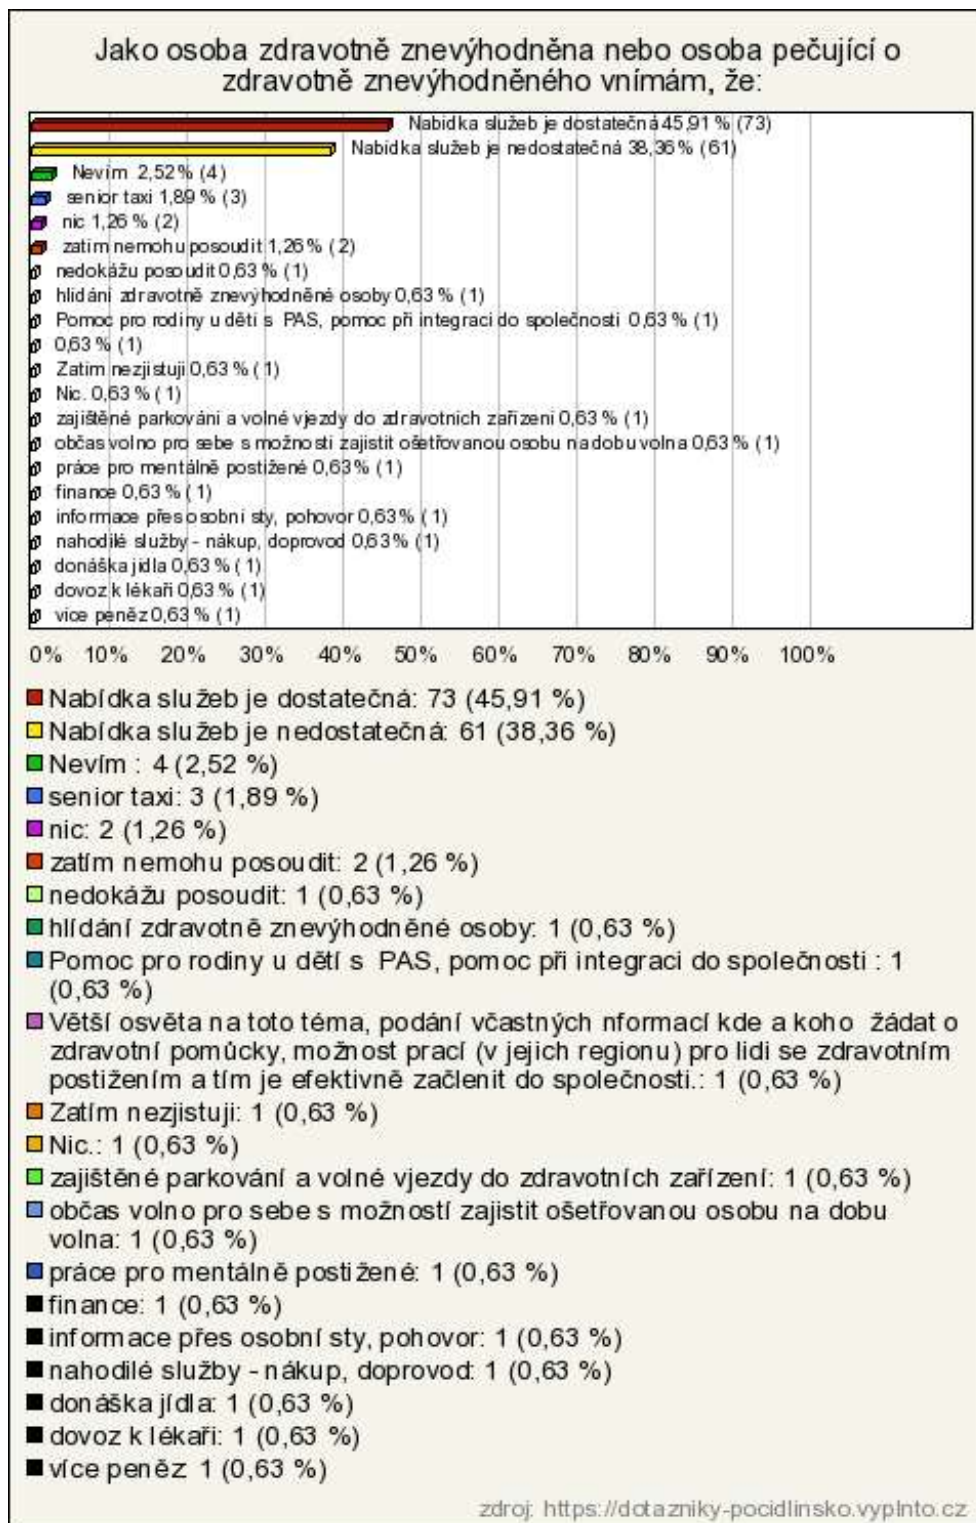 Jako osoba zdravotně znevýhodněna nebo osoba pečující o
zdravotně znevýhodněného vnímám, že:
Nabídka služeb je dostatečná 45,91 % (73)
Nabídka služeb je nedostatečná 38,36 % (61)
Nevím 2,52 % (4)
senior taxi 1,89 % (3)
nic 1,26 % (2)
zatím nemohu posoudit 1,26 % (2)
nedokážu posoudit 0,63 % (1)
hlídání zdravotně znevýhodněné osoby 0,63 % (1)
Pomoc pro rodiny u dětí s PAS, pomoc při integraci do společnosti 0,63 % (1)
0,63 % (1)
Zatím nezjistuji 0,63 % (1)
Nic. 0,63 % (1)
zajištěné parkování a volné vjezdy do zdravotních zařízení 0,63 % (1)
občas volno pro sebe s možností zajistit ošetřovanou osobu na dobu volna 0,63 % (1)
práce pro mentálně postižené 0,63 % (1)
finance 0,63 % (1)
informace přes osobní sty, pohovor 0,63 % (1)
nahodilé služby - nákup, doprovod 0,63 % (1)
donáška jídla 0,63 % (1)
dovoz k lékaři 0,63 % (1)
více peněz 0,63 % (1)
0% 10% 20% 30% 40% 50% 60% 70% 80% 90% 100%
Nabídka služeb je dostatečná: 73 (45,91 %)
Nabídka služeb je nedostatečná: 61 (38,36 %)
Nevím : 4 (2,52 %)
senior taxi: 3 (1,89 %)
nic: 2 (1,26 %)
zatím nemohu posoudit: 2 (1,26 %)
nedokážu posoudit: 1 (0,63 %)
hlídání zdravotně znevýhodněné osoby: 1 (0,63 %)
Pomoc pro rodiny u dětí s PAS, pomoc při integraci do společnosti : 1
(0,63 %)
Větší osvěta na toto téma, podání včastných nformací kde a koho žádat o
zdravotní pomůcky, možnost prací (v jejich regionu) pro lidi se zdravotním
postižením a tím je efektivně začlenit do společnosti.: 1 (0,63 %)
Zatím nezjistuji: 1 (0,63 %)
Nic.: 1 (0,63 %)
zajištěné parkování a volné vjezdy do zdravotních zařízení: 1 (0,63 %)
občas volno pro sebe s možností zajistit ošetřovanou osobu na dobu
volna: 1 (0,63 %)
práce pro mentálně postižené: 1 (0,63 %)
finance: 1 (0,63 %)
informace přes osobní sty, pohovor: 1 (0,63 %)
nahodilé služby - nákup, doprovod: 1 (0,63 %)
donáška jídla: 1 (0,63 %)
dovoz k lékaři: 1 (0,63 %)
více peněz 1 (0,63 %)
zdroj: https://dotazniky-pocidlinsko.vyplnto.cz